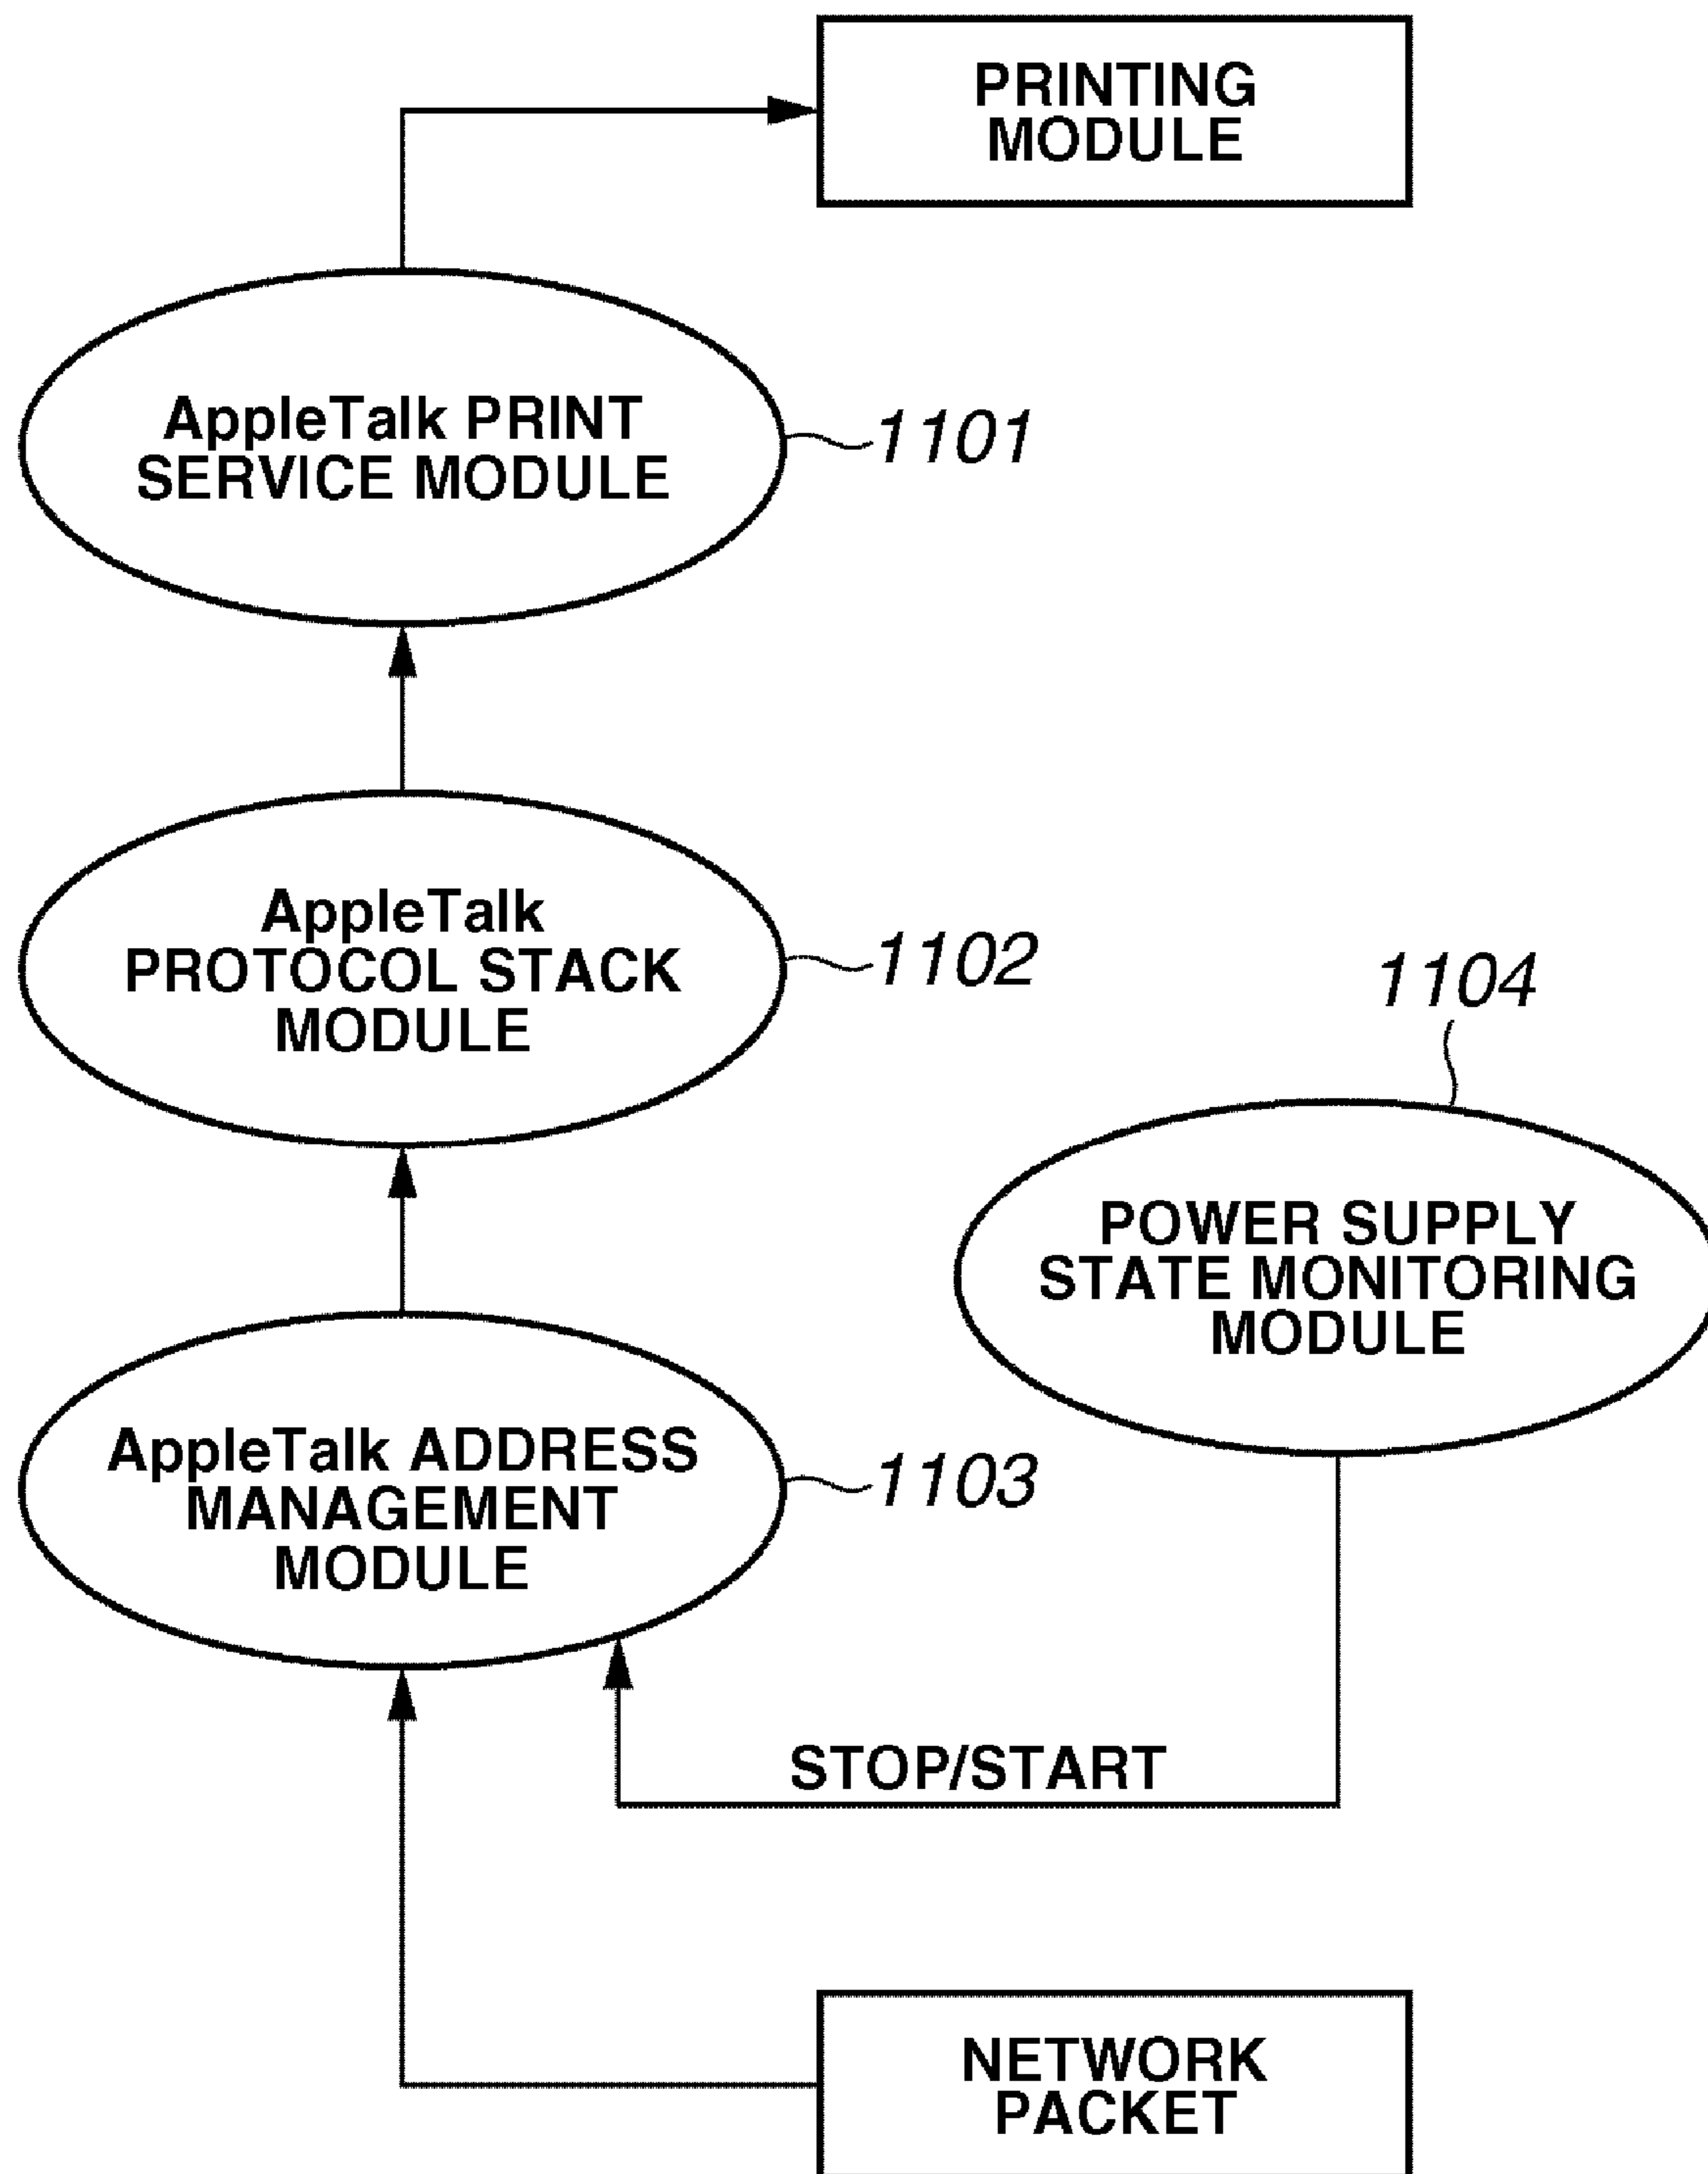 PRINTING
MODULE
AppleTalk PRINT
SERVICE MODULE
1101
AppleTalk
PROTOCOL STACK
MODULE
1102
1104
POWER SUPPLY
STATE MONITORING
MODULE
AppleTalk ADDRESS
MANAGEMENT
MODULE
1103
STOP/START
NETWORK
PACKET